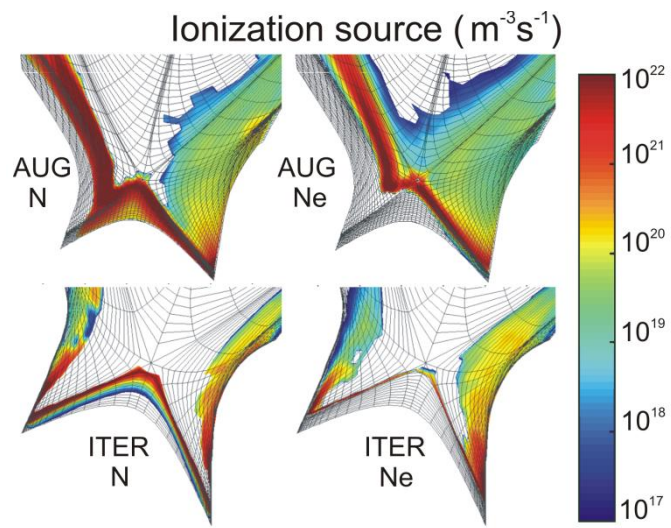 Ionization source (m⁻³s⁻¹)
AUG
N
AUG
Ne
ITER
N
ITER
Ne
10²²
10²¹
10²⁰
10¹⁹
10¹⁸
10¹⁷